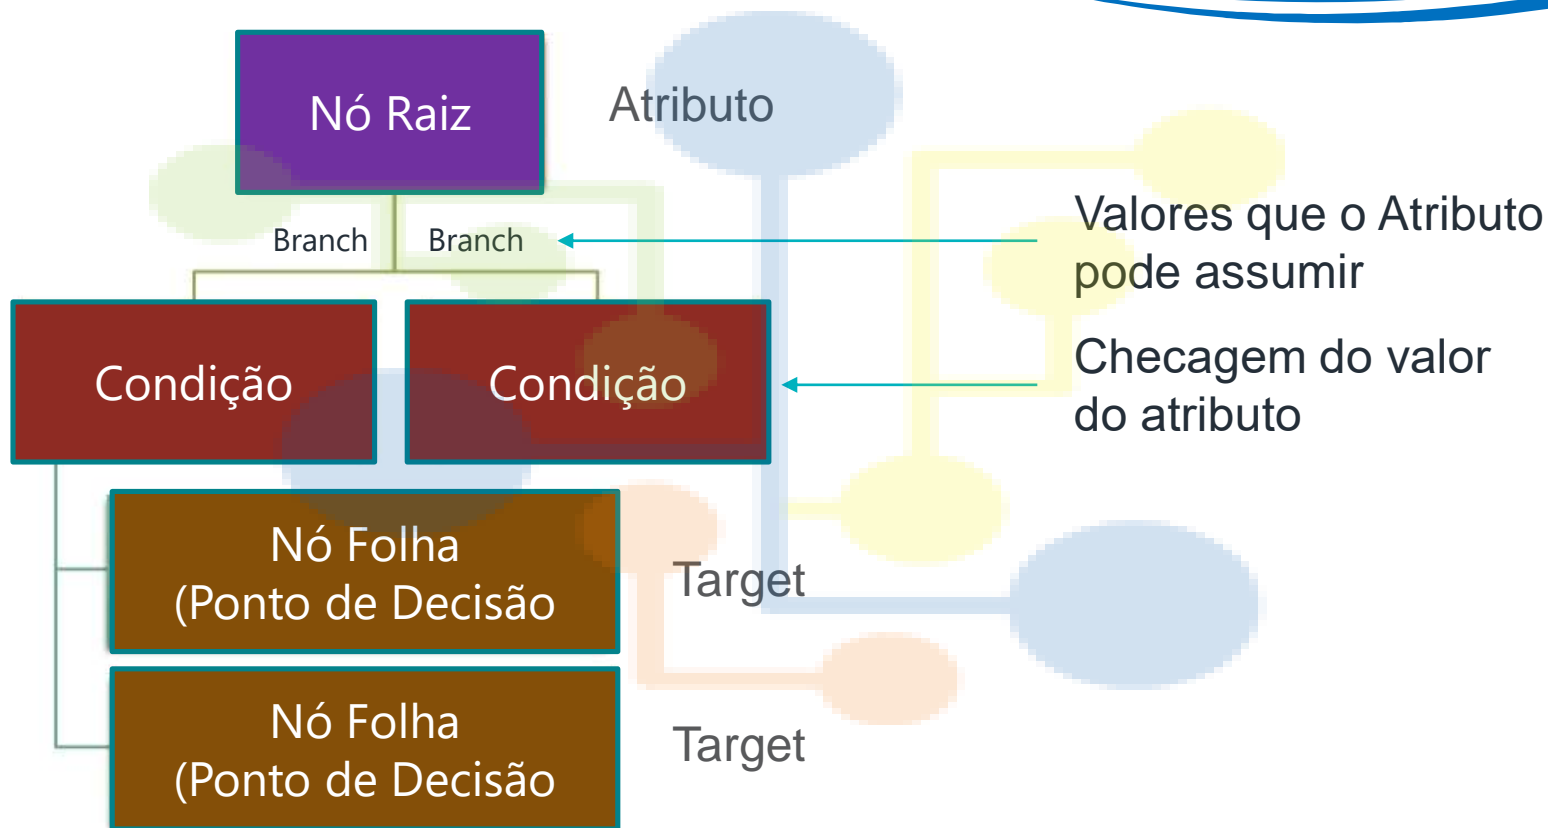 Nó Raiz
Atributo
Branch
Branch
Valores que o Atributo
pode assumir
Condição
Condição
Checagem do valor
do atributo
Nó Folha
(Ponto de Decisão
Target
Nó Folha
(Ponto de Decisão
Target